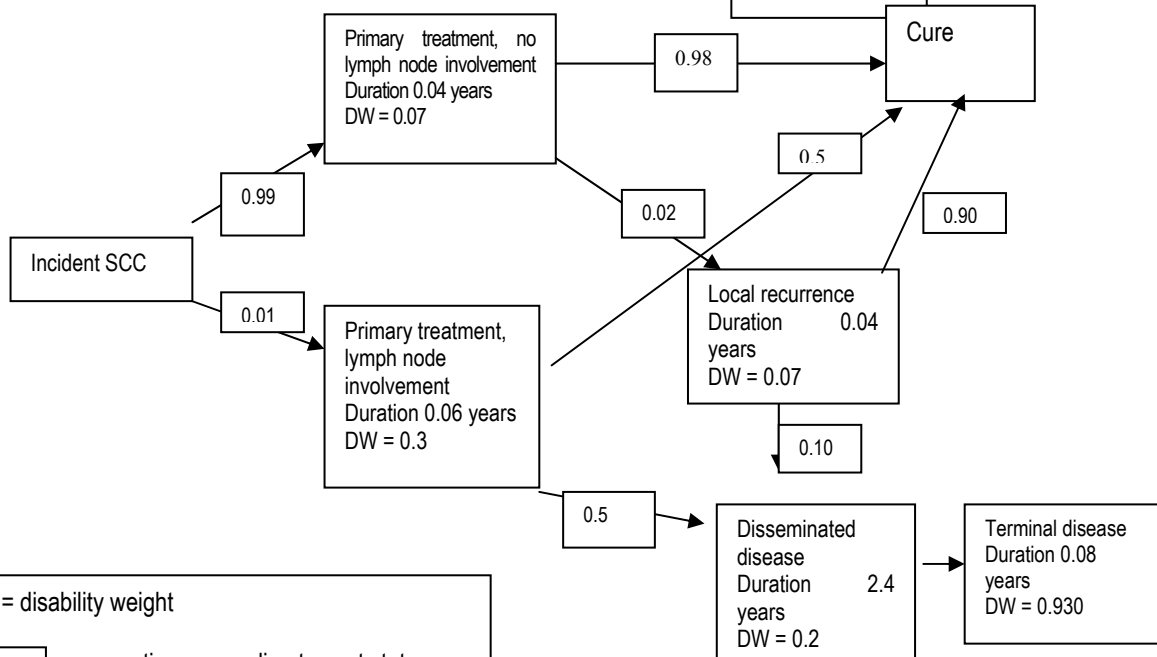 Primary treatment, no
lymph node involvement
Duration 0.04 years
DW = 0.07
0.98
Cure
0.5
0.99
0.02
0.90
Incident SCC
0.01
Primary treatment,
lymph node
involvement
Duration 0.06 years
DW = 0.3
Local recurrence
Duration 0.04
years
DW = 0.07
0.10
0.5
Disseminated
disease
Duration 2.4
years
DW = 0.2
Terminal disease
Duration 0.08
years
DW = 0.930
= disability weight